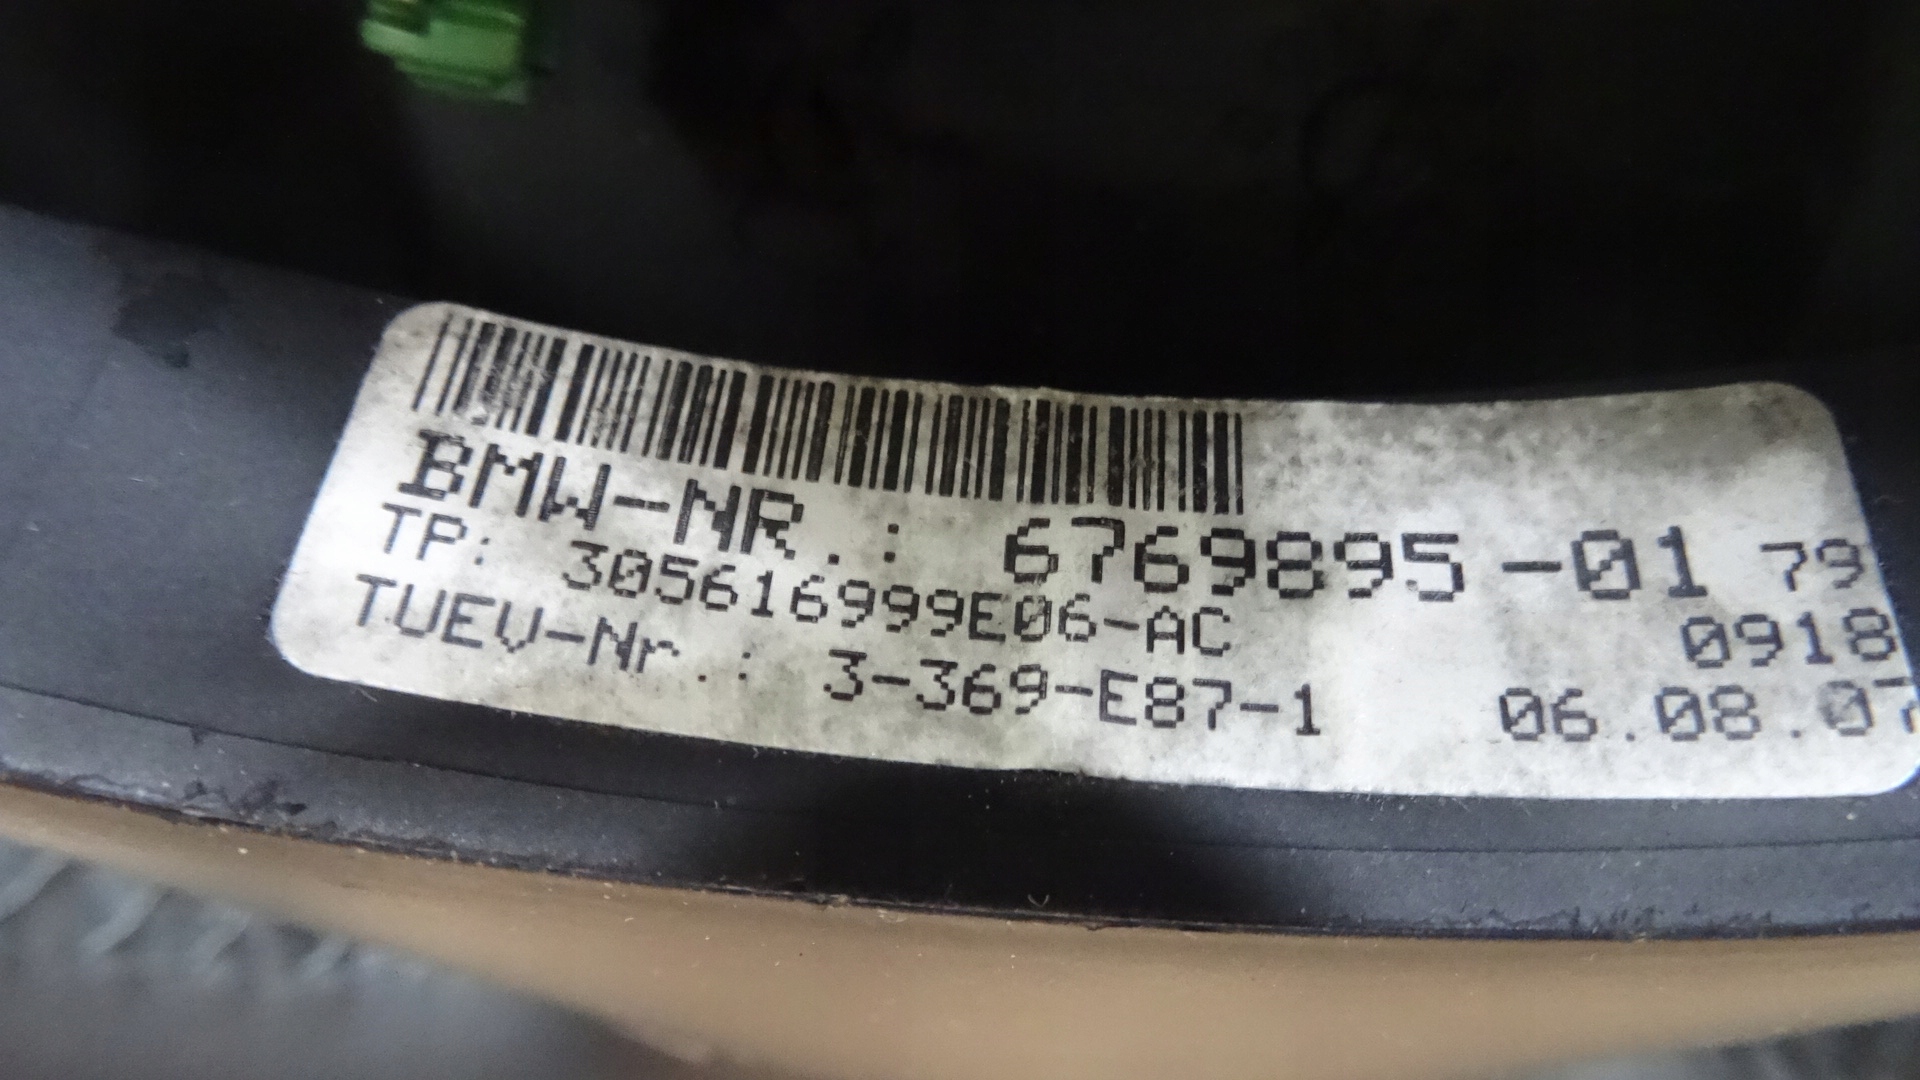 BMW-NR.: 6769895-01 79
TP: 305616999E06-AC 0918
TUEV-Nr.: 3-369-E87-1 06.08.07